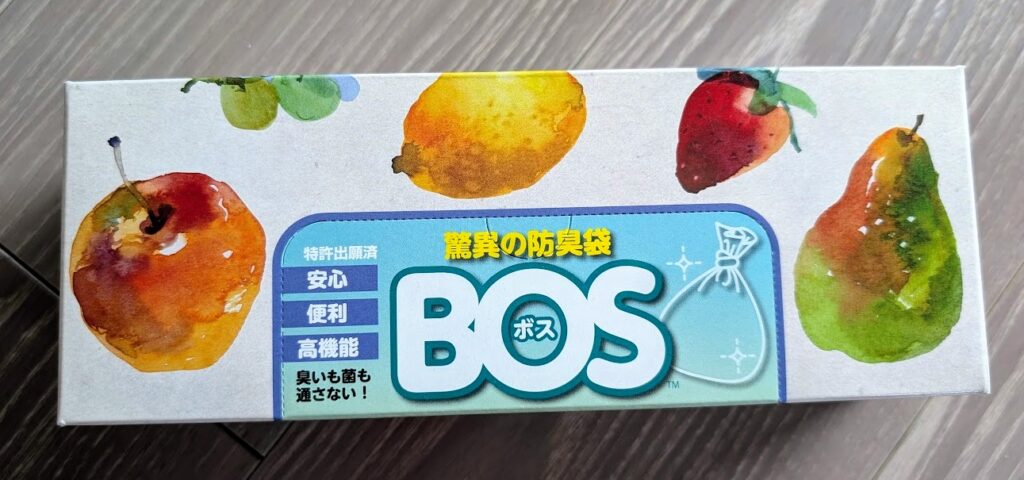 特許出願済
安心
便利
高機能
臭いも菌も
通さない！
驚異の防臭袋
BOS
ボス
TM